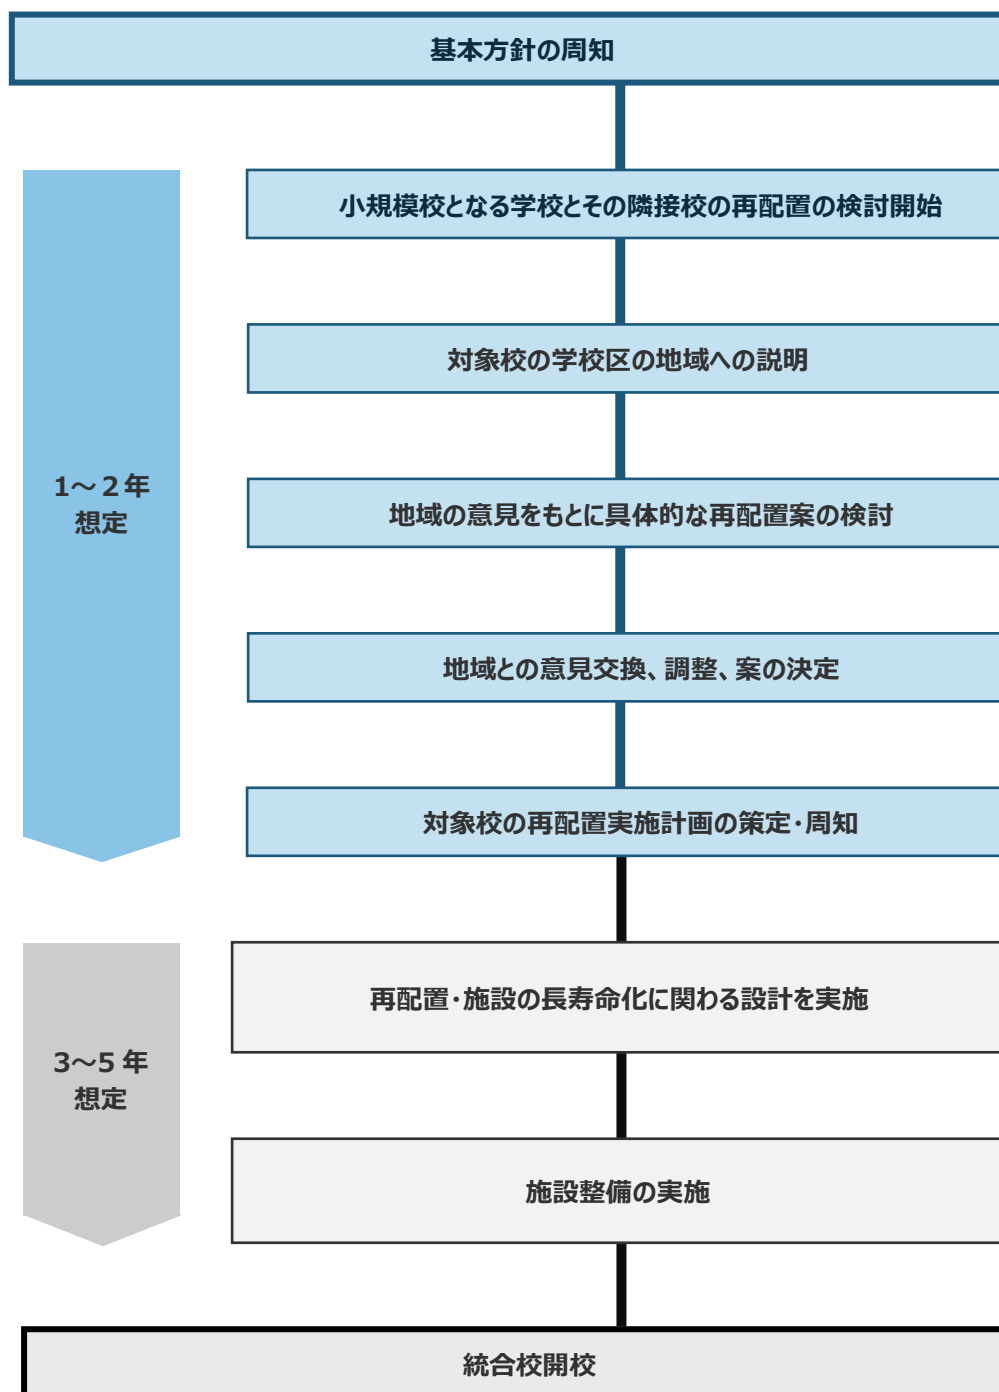 基本方針の周知
小規模校となる学校とその隣接校の再配置の検討開始
対象校の学校区の地域への説明
1～２年
想定
地域の意見をもとに具体的な再配置案の検討
地域との意見交換、調整、案の決定
対象校の再配置実施計画の策定・周知
再配置・施設の長寿命化に関わる設計を実施
3～5 年
想定
施設整備の実施
統合校開校